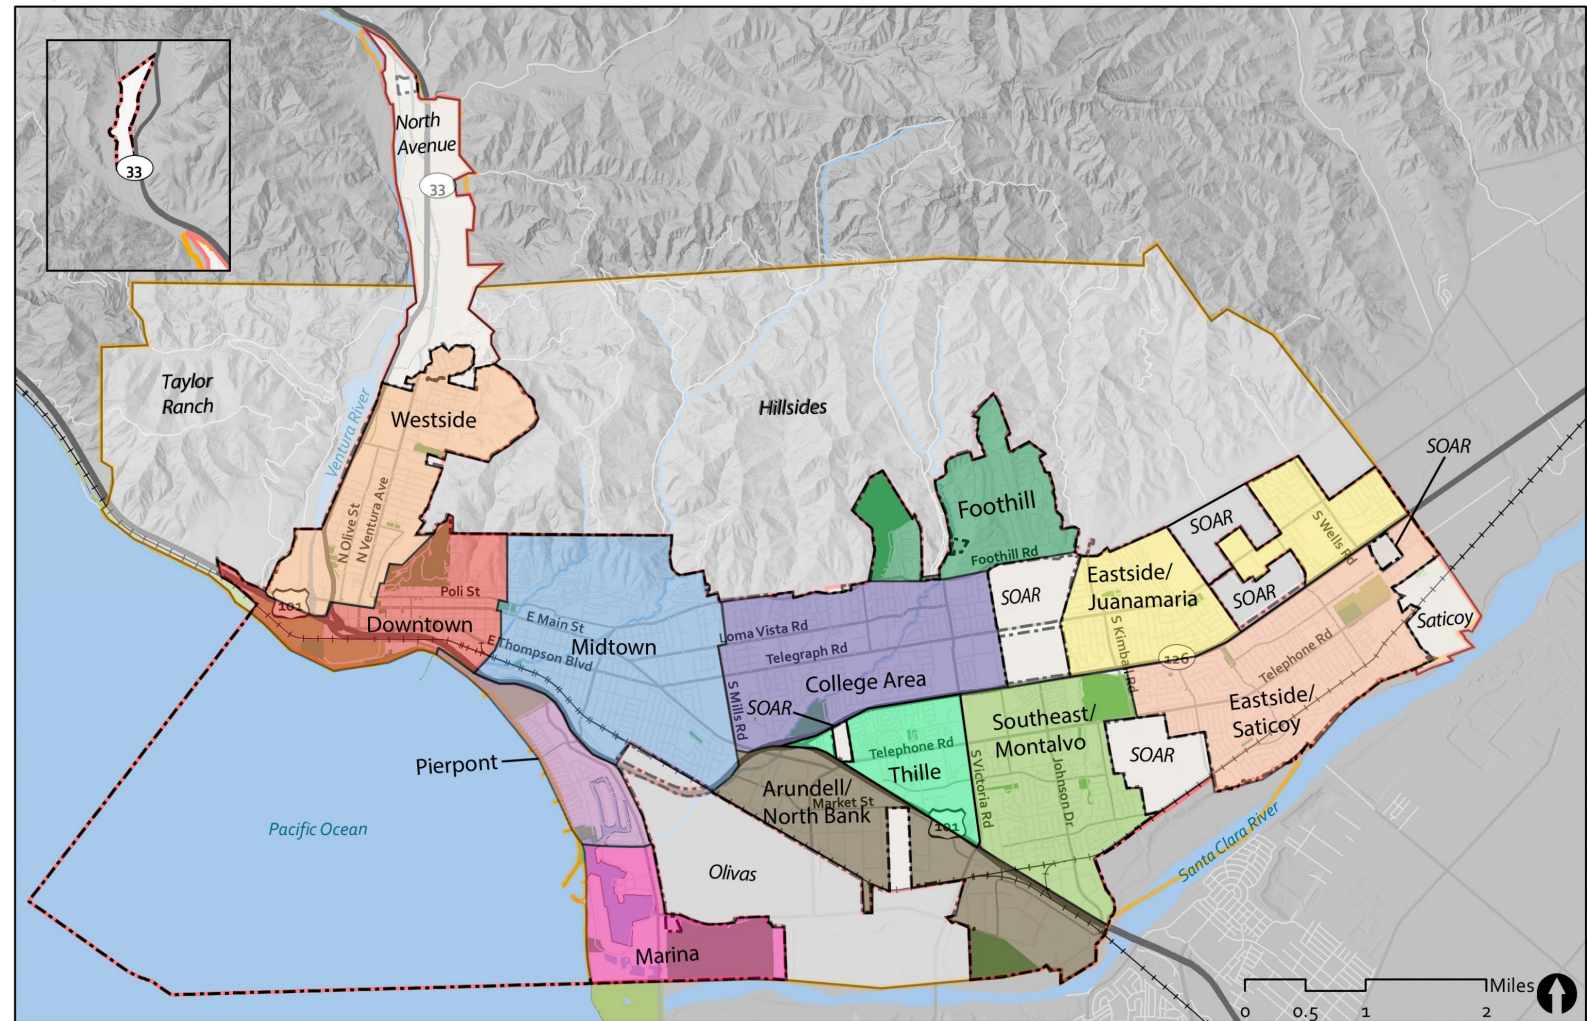 33
North
Avenue
33
Taylor
Ranch
Ventura River
Westside
Hillsides
N Olive St
N Ventura Ave
SOAR
Foothill
SOAR
S Wells Rd
Foothill Rd
Poli St
101
Downtown
E Main St
E Thompson Blvd
Midtown
Loma Vista Rd
Telegraph Rd
College Area
S Mills Rd
SOAR
SOAR
Eastside/
Juanamaria
S Kimball Rd
SOAR
126
Saticoy
Telephone Rd
Eastside/
Saticoy
Southeast/
Montalvo
SOAR
Telephone Rd
Thille
S Victoria Rd
Johnson Dr
Pierpont
Arundell/
Market St
North Bank
101
Pacific Ocean
Olivas
Santa Clara River
Marina
Miles
0 0.5 1 2